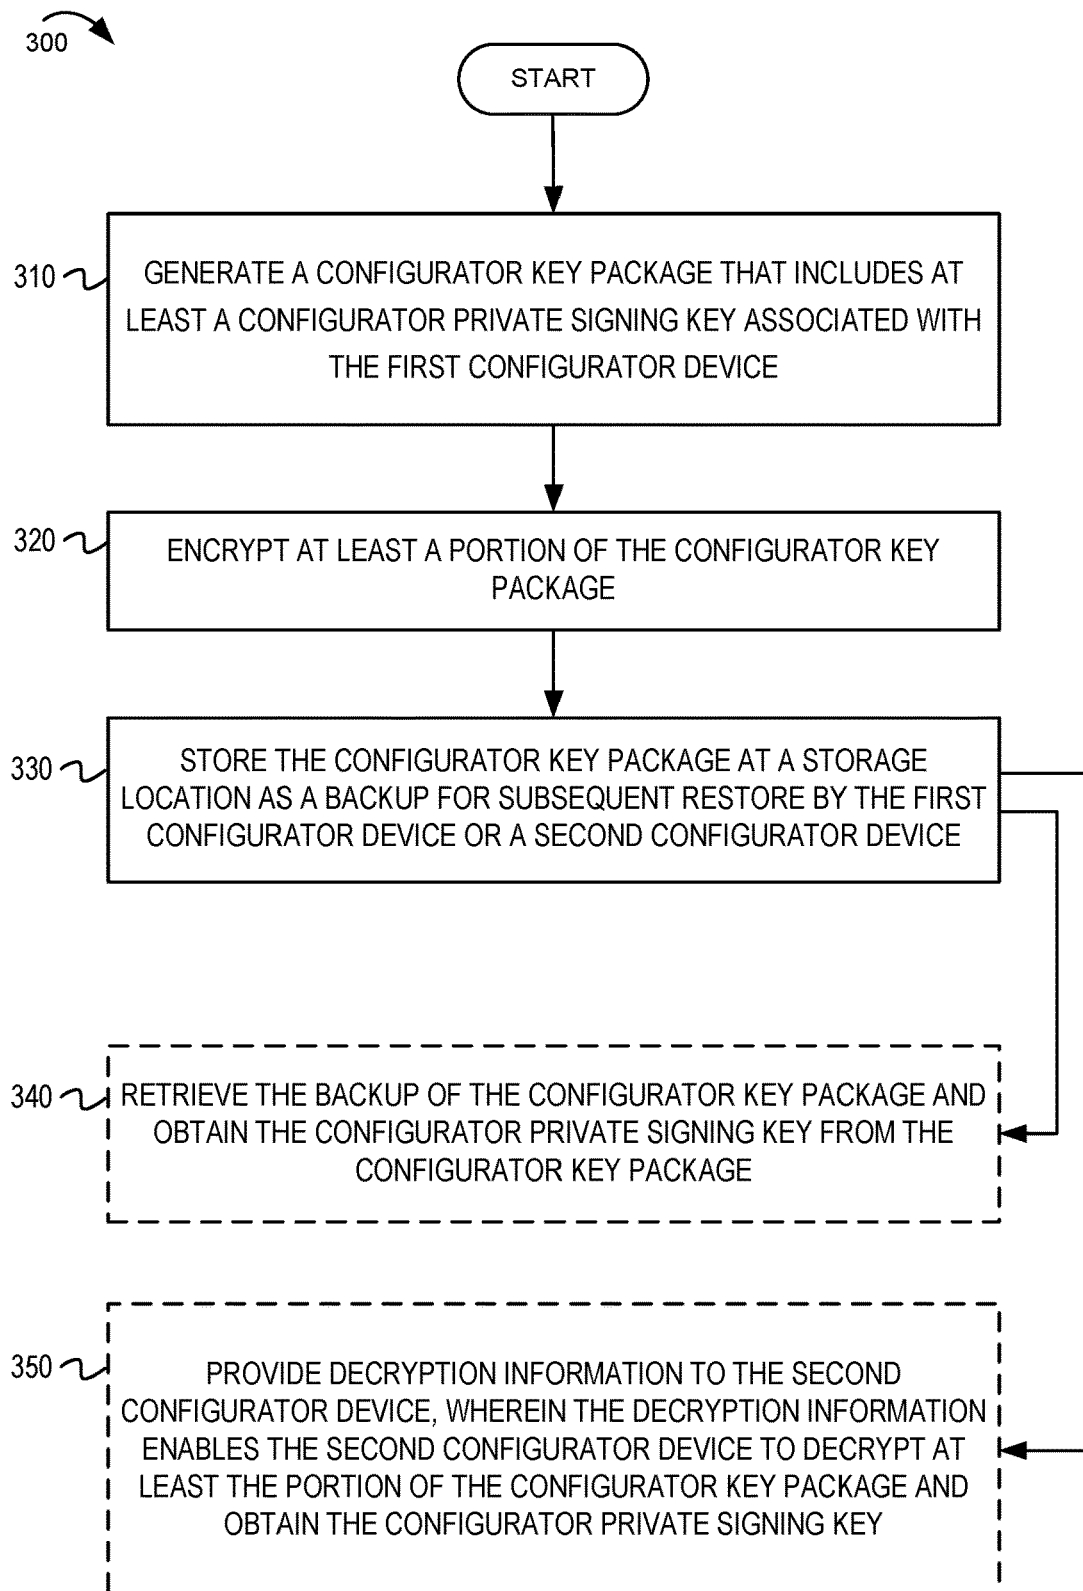 300
START
310
GENERATE A CONFIGURATOR KEY PACKAGE THAT INCLUDES AT
LEAST A CONFIGURATOR PRIVATE SIGNING KEY ASSOCIATED WITH
THE FIRST CONFIGURATOR DEVICE
320
ENCRYPT AT LEAST A PORTION OF THE CONFIGURATOR KEY
PACKAGE
330
STORE THE CONFIGURATOR KEY PACKAGE AT A STORAGE
LOCATION AS A BACKUP FOR SUBSEQUENT RESTORE BY THE FIRST
CONFIGURATOR DEVICE OR A SECOND CONFIGURATOR DEVICE
340
RETRIEVE THE BACKUP OF THE CONFIGURATOR KEY PACKAGE AND
OBTAIN THE CONFIGURATOR PRIVATE SIGNING KEY FROM THE
CONFIGURATOR KEY PACKAGE
350
PROVIDE DECRYPTION INFORMATION TO THE SECOND
CONFIGURATOR DEVICE, WHEREIN THE DECRYPTION INFORMATION
ENABLES THE SECOND CONFIGURATOR DEVICE TO DECRYPT AT
LEAST THE PORTION OF THE CONFIGURATOR KEY PACKAGE AND
OBTAIN THE CONFIGURATOR PRIVATE SIGNING KEY